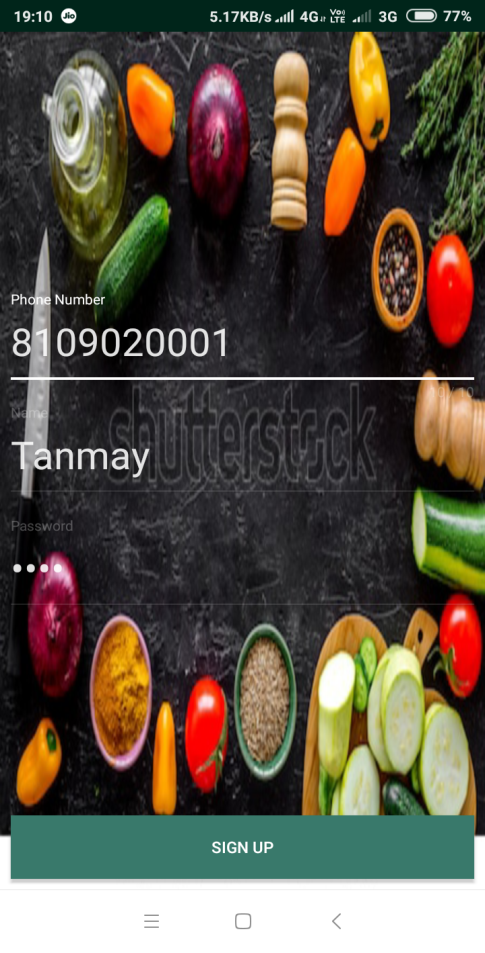 19:10 Jio 5.17KB/s 4G Vo) LTE 3G 77%
Phone Number
8109020001
Name
shutterstock
Tanmay
Password
SIGN UP